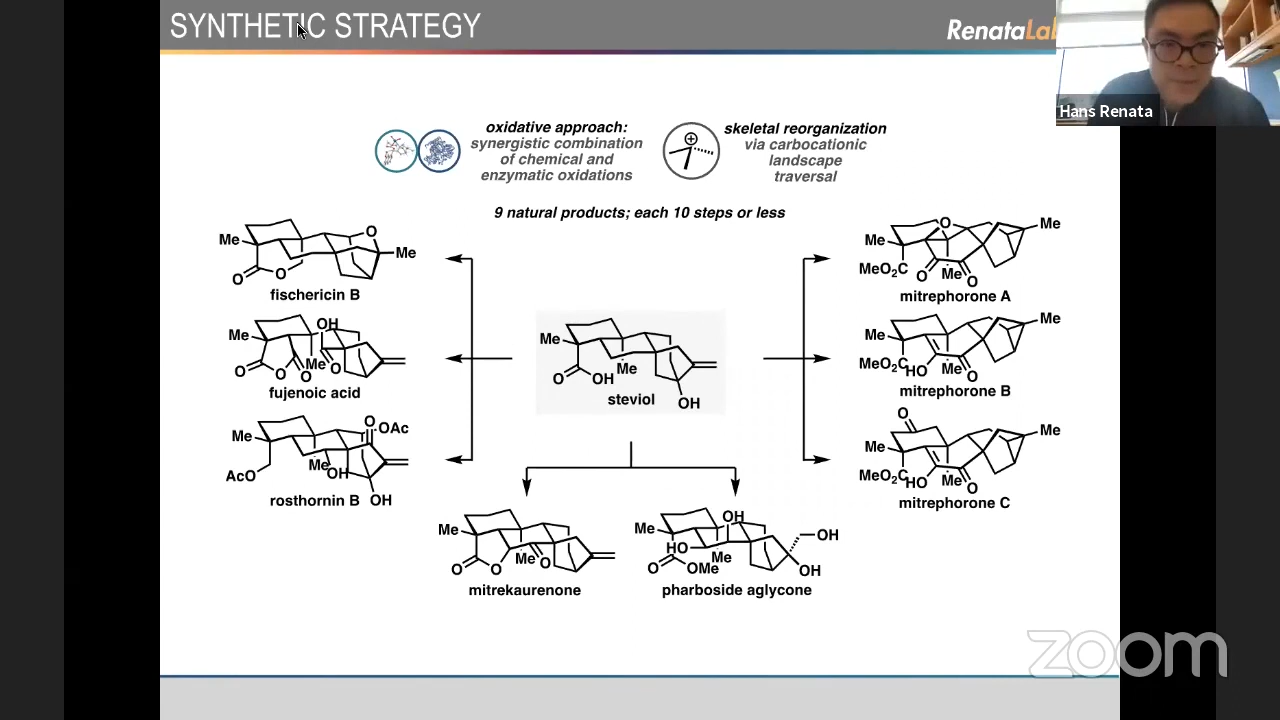 SYNTHETIC STRATEGY
RenataLab
Hans Renata
oxidative approach:
synergistic combination
of chemical and
enzymatic oxidations
skeletal reorganization
via carbocationic
landscape
traversal
9 natural products; each 10 steps or less
Me
O
Me
O
O
fischericin B
Me
OH
O
O
O
Me
O
fujenoic acid
Me
O
OAc
AcO
Me
OH
OH
rosthornin B
Me
O
OH
Me
OH
steviol
Me
O
O
Me
O
mitrekaurenone
Me
OH
HO
O
OMe
Me
OH
OH
pharboside aglycone
O
Me
Me
MeO2C
O
Me
O
mitrephorone A
Me
Me
MeO2C
HO
Me
O
mitrephorone B
O
Me
Me
MeO2C
HO
Me
O
mitrephorone C
zoom